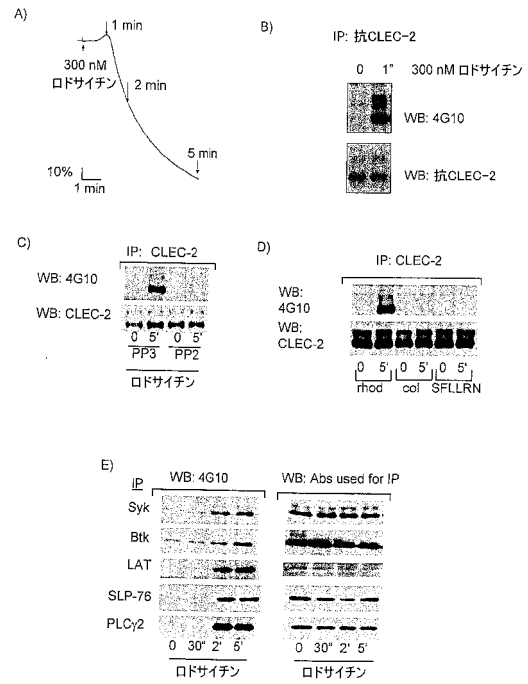 A)
1 min
300 nM
ロドサイチン
2 min
5 min
10%
1 min
B)
IP: 抗CLEC-2
0 1" 300 nM ロドサイチン
WB: 4G10
WB: 抗CLEC-2
C)
IP: CLEC-2
WB: 4G10
WB: CLEC-2
0 5' 0 5'
PP3 PP2
ロドサイチン
D)
IP: CLEC-2
WB:
4G10
WB:
CLEC-2
0 5' 0 5' 0 5'
rhod col SFLLRN
E)
IP WB: 4G10 WB: Abs used for IP
Syk
Btk
LAT
SLP-76
PLCγ2
0 30" 2' 5' 0 30" 2' 5'
ロドサイチン ロドサイチン